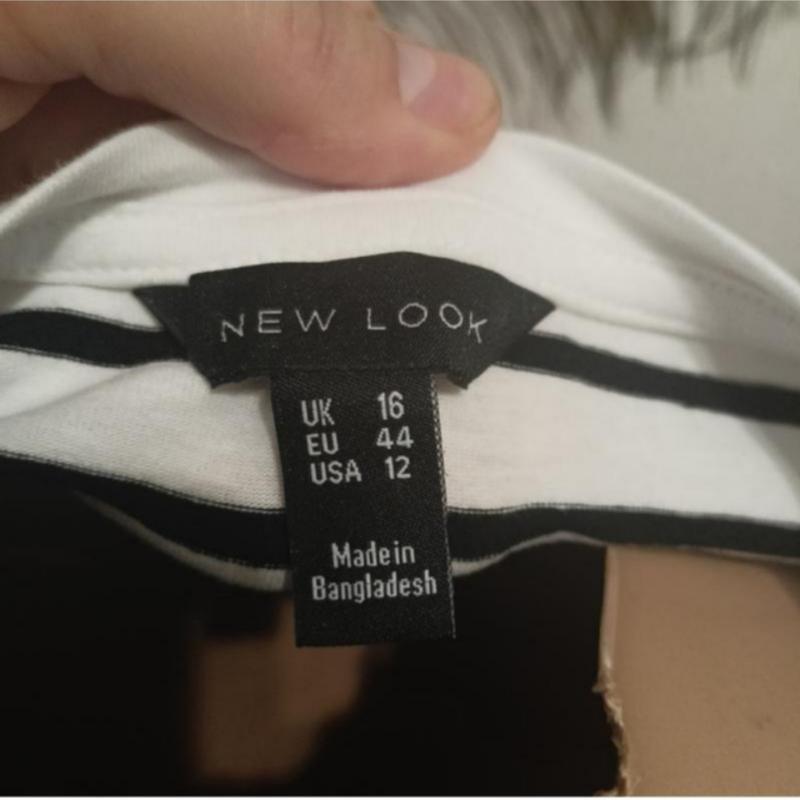 NEW LOOK
UK 16
EU 44
USA 12
Made in
Bangladesh